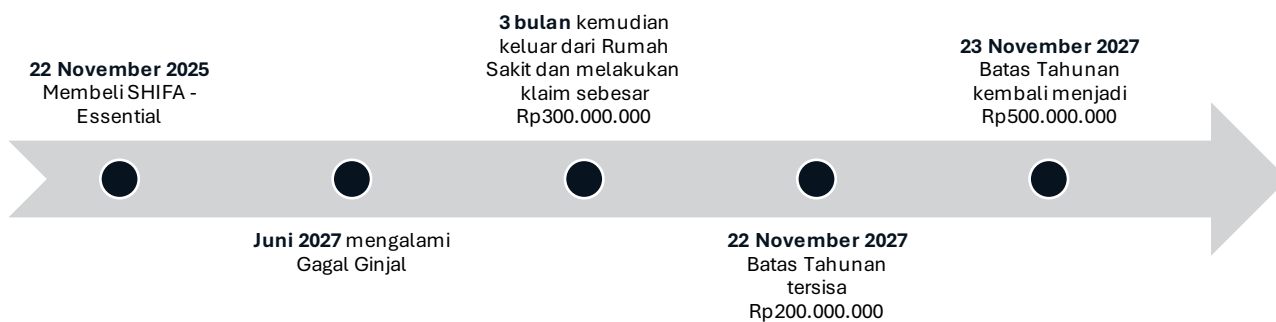 22 November 2025
Membeli SHIFA -
Essential
Juni 2027 mengalami
Gagal Ginjal
3 bulan kemudian
keluar dari Rumah
Sakit dan melakukan
klaim sebesar
Rp300.000.000
22 November 2027
Batas Tahunan
tersisa
Rp200.000.000
23 November 2027
Batas Tahunan
kembali menjadi
Rp500.000.000